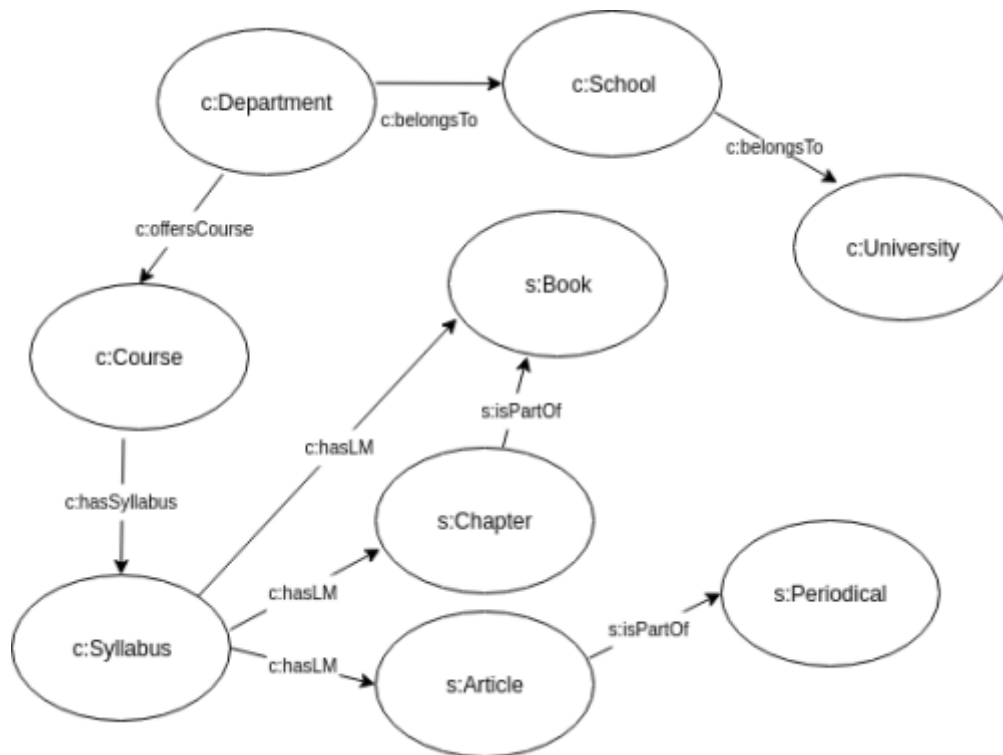 c:Department
c:School
c:belongsTo
c:belongsTo
c:offersCourse
c:University
s:Book
c:Course
s:isPartOf
c:hasLM
c:hasSyllabus
s:Chapter
c:hasLM
s:Periodical
s:isPartOf
c:Syllabus
c:hasLM
s:Article